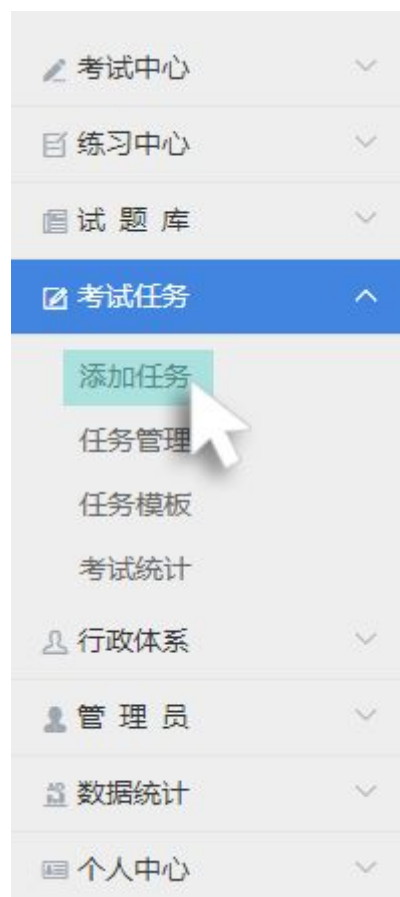 考试中心
练习中心
试 题 库
考试任务
添加任务
任务管理
任务模板
考试统计
行政体系
管 理 员
数据统计
个人中心